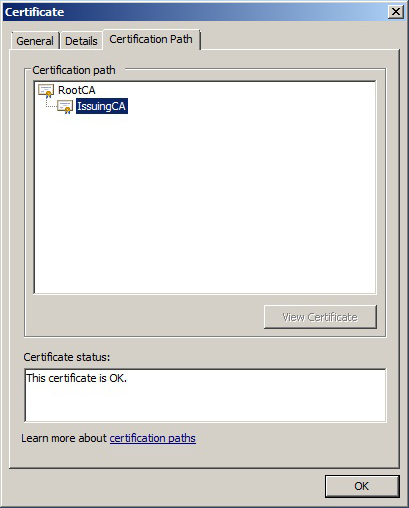 Certificate
General Details Certification Path
Certification path
RootCA
IssuingCA
View Certificate
Certificate status:
This certificate is OK.
Learn more about certification paths
OK